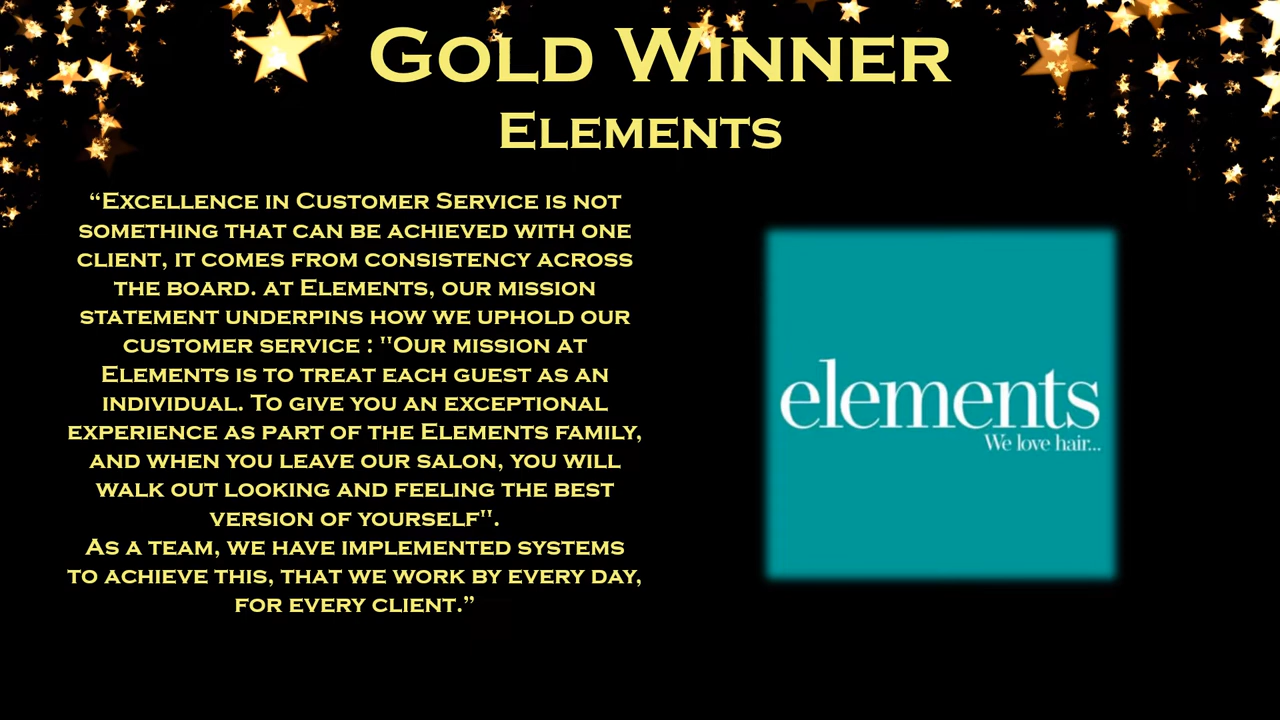 Gold Winner
Elements
“Excellence in Customer Service is not
something that can be achieved with one
client, it comes from consistency across
the board. at Elements, our mission
statement underpins how we uphold our
customer service : "Our mission at
Elements is to treat each guest as an
individual. To give you an exceptional
experience as part of the Elements family,
and when you leave our salon, you will
walk out looking and feeling the best
version of yourself".
As a team, we have implemented systems
to achieve this, that we work by every day,
for every client.”
elements
We love hair...